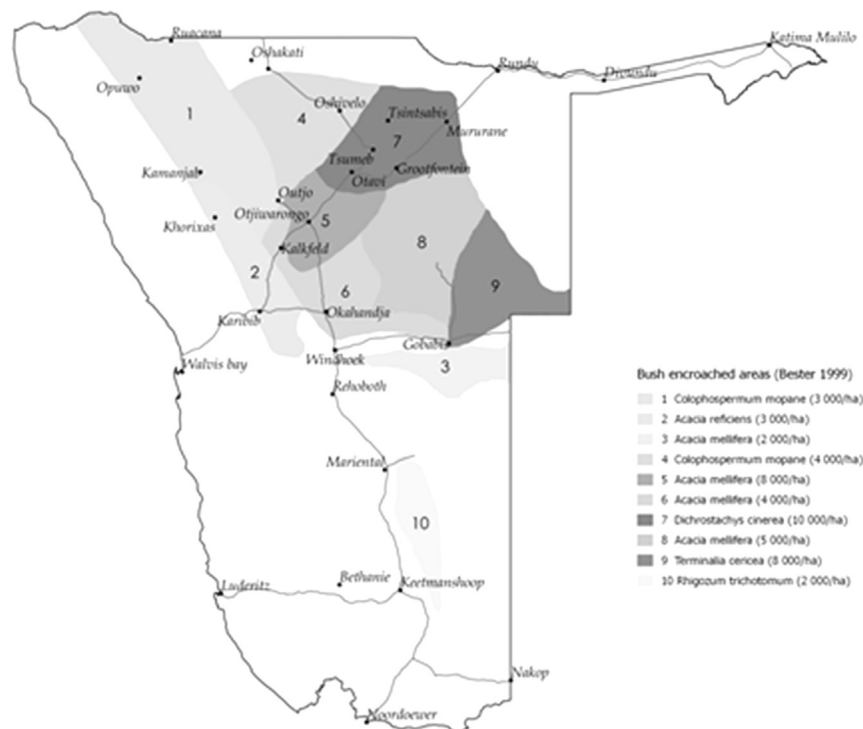 Ruacana
Oshakati
Katima Mulilo
Rundu
Divundu
Opuwo
1
Oshivelo
4
Tsintsabis
Mururane
7
Tsumeb
Grootfontein
Kamanjab
Otavi
Outjo
Khorixas
Otjiwarongo
5
Kalkfeld
8
2
9
6
Karibib
Okahandja
Gobabis
Windhoek
3
Walvis bay
Rehoboth
Mariental
10
Bethanie
Keetmanshoop
Luderitz
Nakop
Noordoewer
Bush encroached areas (Bester 1999)
1 Colophospermum mopane (3 000/ha)
2 Acacia reficiens (3 000/ha)
3 Acacia mellifera (2 000/ha)
4 Colophospermum mopane (4 000/ha)
5 Acacia mellifera (8 000/ha)
6 Acacia mellifera (4 000/ha)
7 Dichrostachys cinerea (10 000/ha)
8 Acacia mellifera (5 000/ha)
9 Terminalia cericea (8 000/ha)
10 Rhigozum trichotomum (2 000/ha)